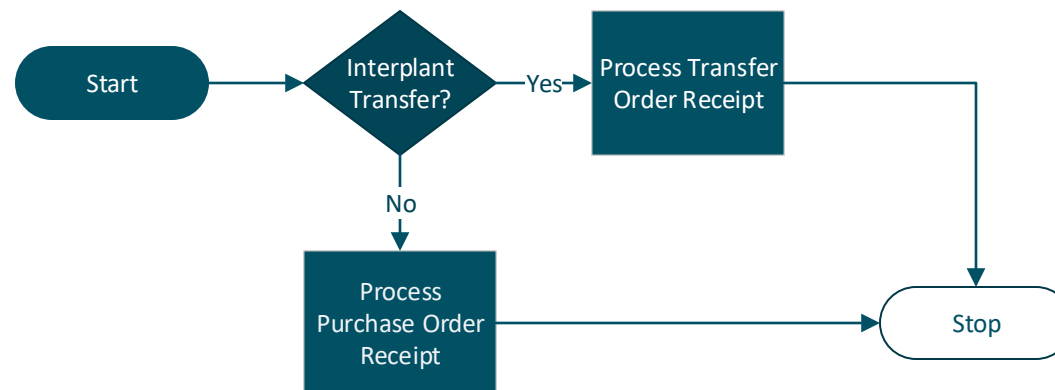 Start
Interplant
Transfer?
Yes
Process Transfer
Order Receipt
No
Process
Purchase Order
Receipt
Stop